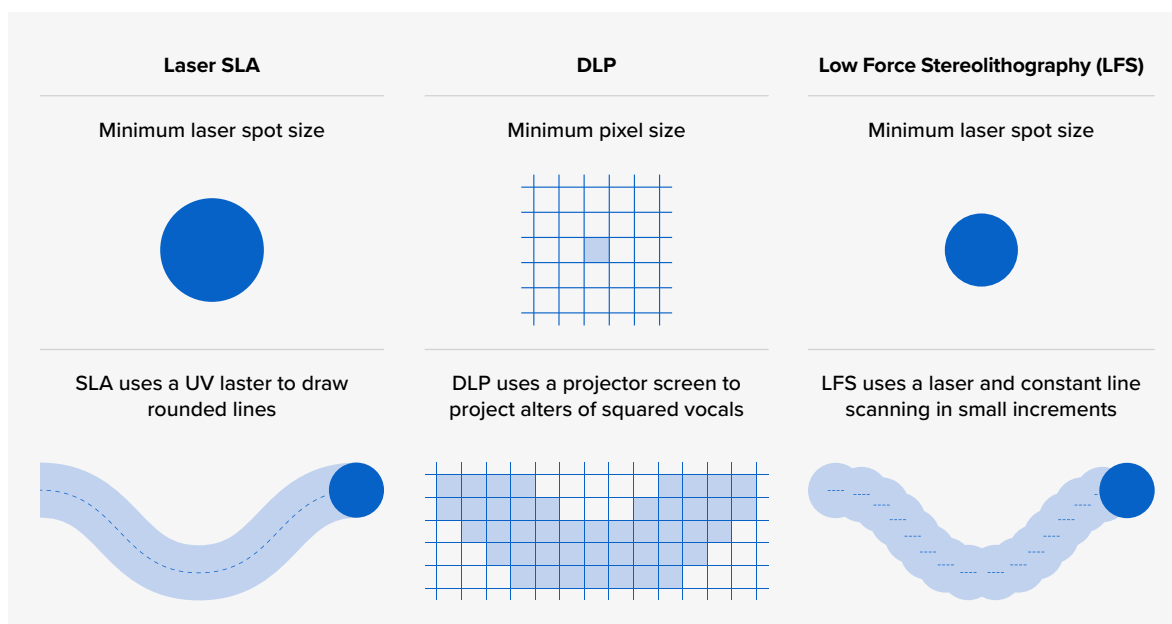 Laser SLA
DLP
Low Force Stereolithography (LFS)
Minimum laser spot size
Minimum pixel size
Minimum laser spot size
SLA uses a UV laster to draw
rounded lines
DLP uses a projector screen to
project alters of squared vocals
LFS uses a laser and constant line
scanning in small increments